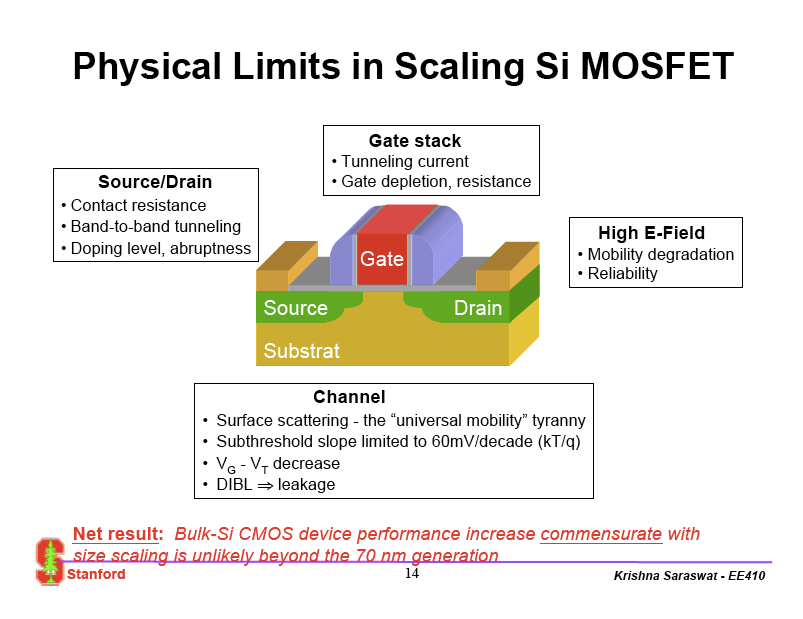 Physical Limits in Scaling Si MOSFET
Gate stack
• Tunneling current
• Gate depletion, resistance
Source/Drain
• Contact resistance
• Band-to-band tunneling
• Doping level, abruptness
High E-Field
• Mobility degradation
• Reliability
Gate
Source
Drain
Substrat
Channel
• Surface scattering - the “universal mobility” tyranny
• Subthreshold slope limited to 60mV/decade (kT/q)
• VG - VT decrease
• DIBL ⇒ leakage
Net result: Bulk-Si CMOS device performance increase commensurate with
size scaling is unlikely beyond the 70 nm generation
Stanford
14
Krishna Saraswat - EE410